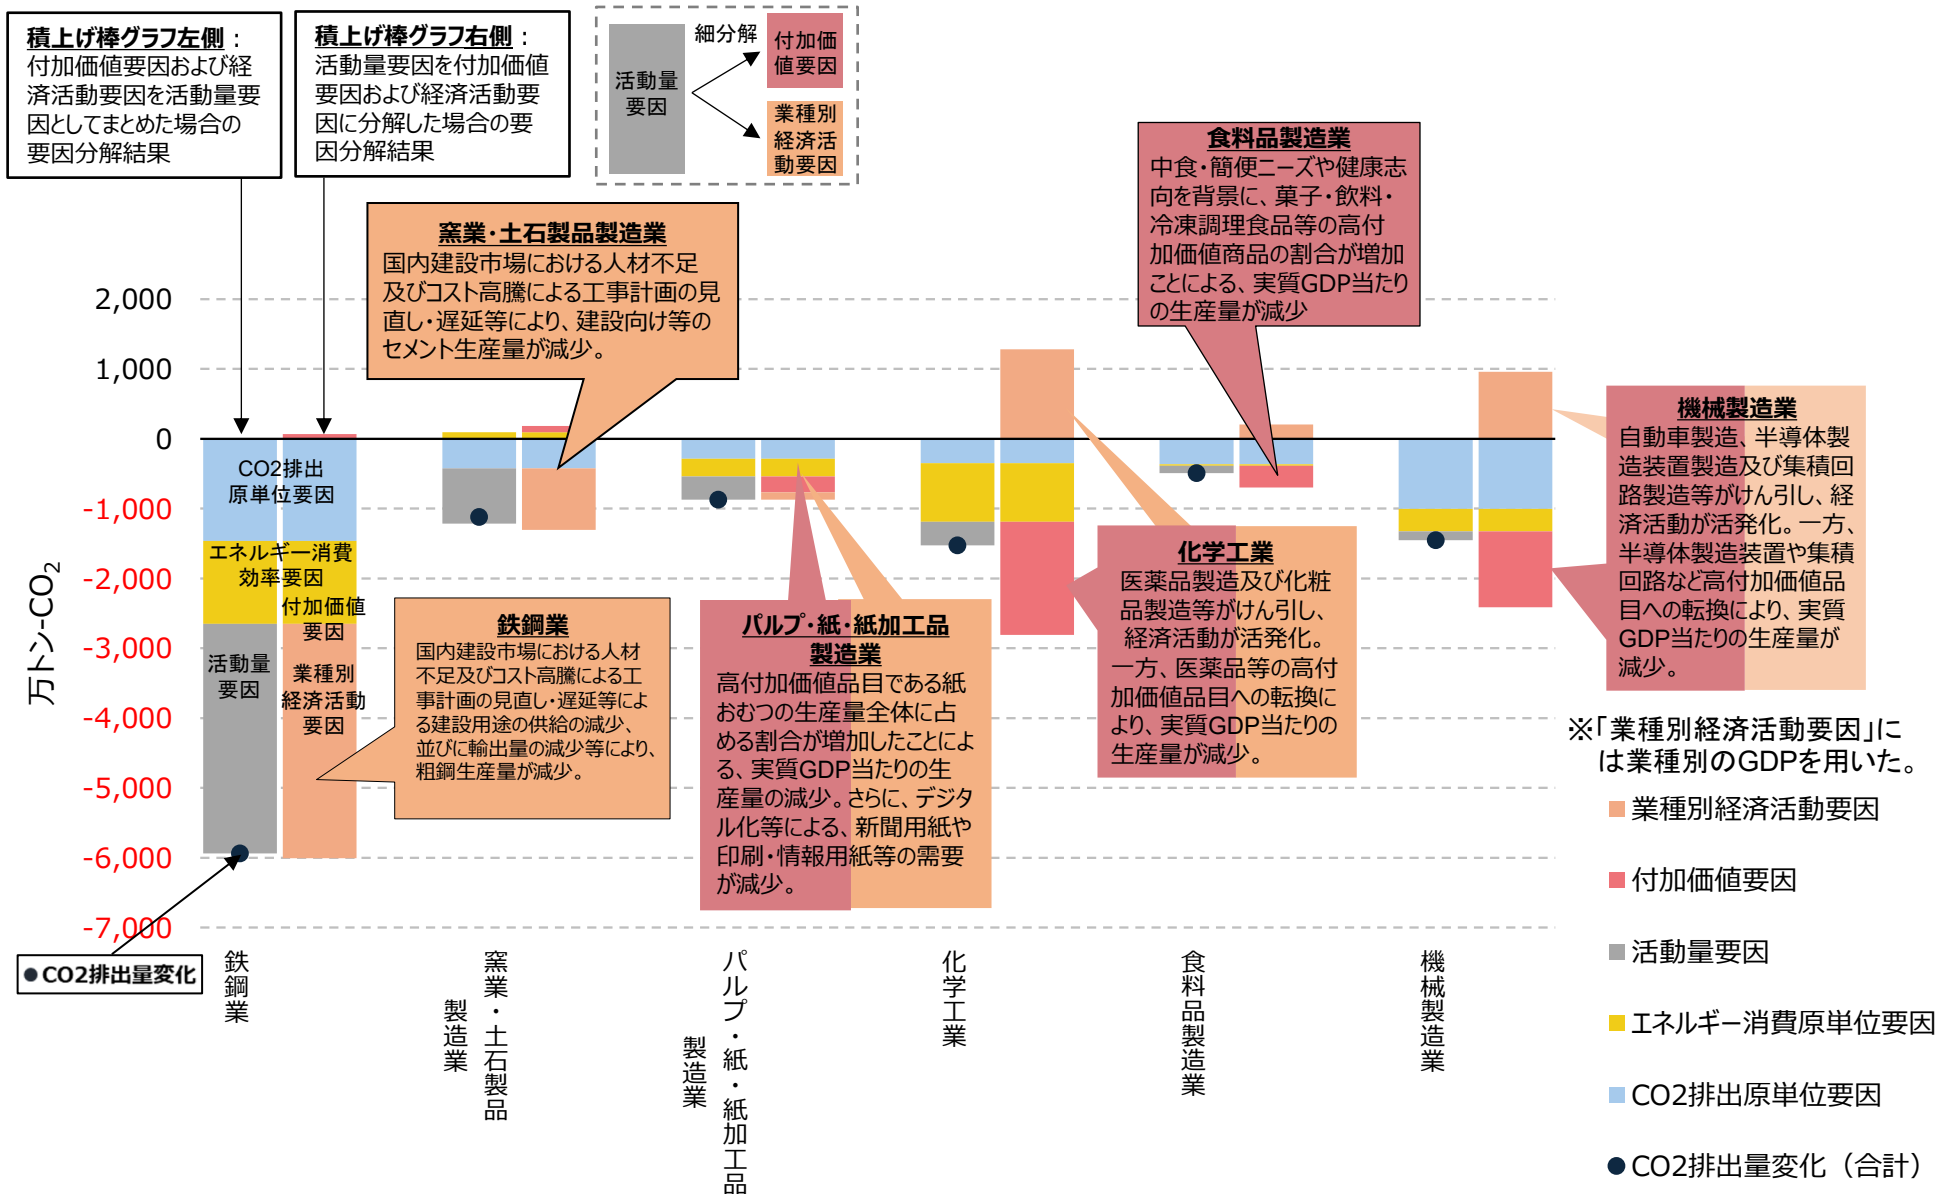 積上げ棒グラフ左側：
付加価値要因および経
済活動要因を活動量要
因としてまとめた場合の
要因分解結果
積上げ棒グラフ右側：
活動量要因を付加価値
要因および経済活動要
因に分解した場合の要
因分解結果
活動量
要因
細分解
付加価
値要因
業種別
経済活
動要因
窯業・土石製品製造業
国内建設市場における人材不足
及びコスト高騰による工事計画の見
直し・遅延等により、建設向け等の
セメント生産量が減少。
食料品製造業
中食・簡便ニーズや健康志
向を背景に、菓子・飲料・
冷凍調理食品等の高付
加価値商品の割合が増加
ことによる、実質GDP当たり
の生産量が減少
機械製造業
自動車製造、半導体製
造装置製造及び集積回
路製造等がけん引し、経
済活動が活発化。一方、
半導体製造装置や集積
回路など高付加価値品
目への転換により、実質
GDP当たりの生産量が
減少。
化学工業
医薬品製造及び化粧
品製造等がけん引し、
経済活動が活発化。
一方、医薬品等の高付
加価値品目への転換に
より、実質GDP当たりの
生産量が減少。
パルプ・紙・紙加工品
製造業
高付加価値品目である紙
おむつの生産量全体に占
める割合が増加したことによ
る、実質GDP当たりの生
産量の減少。さらに、デジタ
ル化等による、新聞用紙や
印刷・情報用紙等の需要
が減少。
鉄鋼業
国内建設市場における人材
不足及びコスト高騰による工
事計画の見直し・遅延等によ
る建設用途の供給の減少、
並びに輸出量の減少等により、
粗鋼生産量が減少。
CO2排出
原単位要因
エネルギー消費
効率要因
付加価値
要因
活動量
要因
業種別
経済活動
要因
万トン-CO2
2,000
1,000
0
-1,000
-2,000
-3,000
-4,000
-5,000
-6,000
-7,000
●CO2排出量変化
鉄鋼業
窯業・土石製品
製造業
パルプ・紙・紙加工品
製造業
化学工業
食料品製造業
機械製造業
※「業種別経済活動要因」に
は業種別のGDPを用いた。
業種別経済活動要因
付加価値要因
活動量要因
エネルギー消費原単位要因
CO2排出原単位要因
CO2排出量変化（合計）